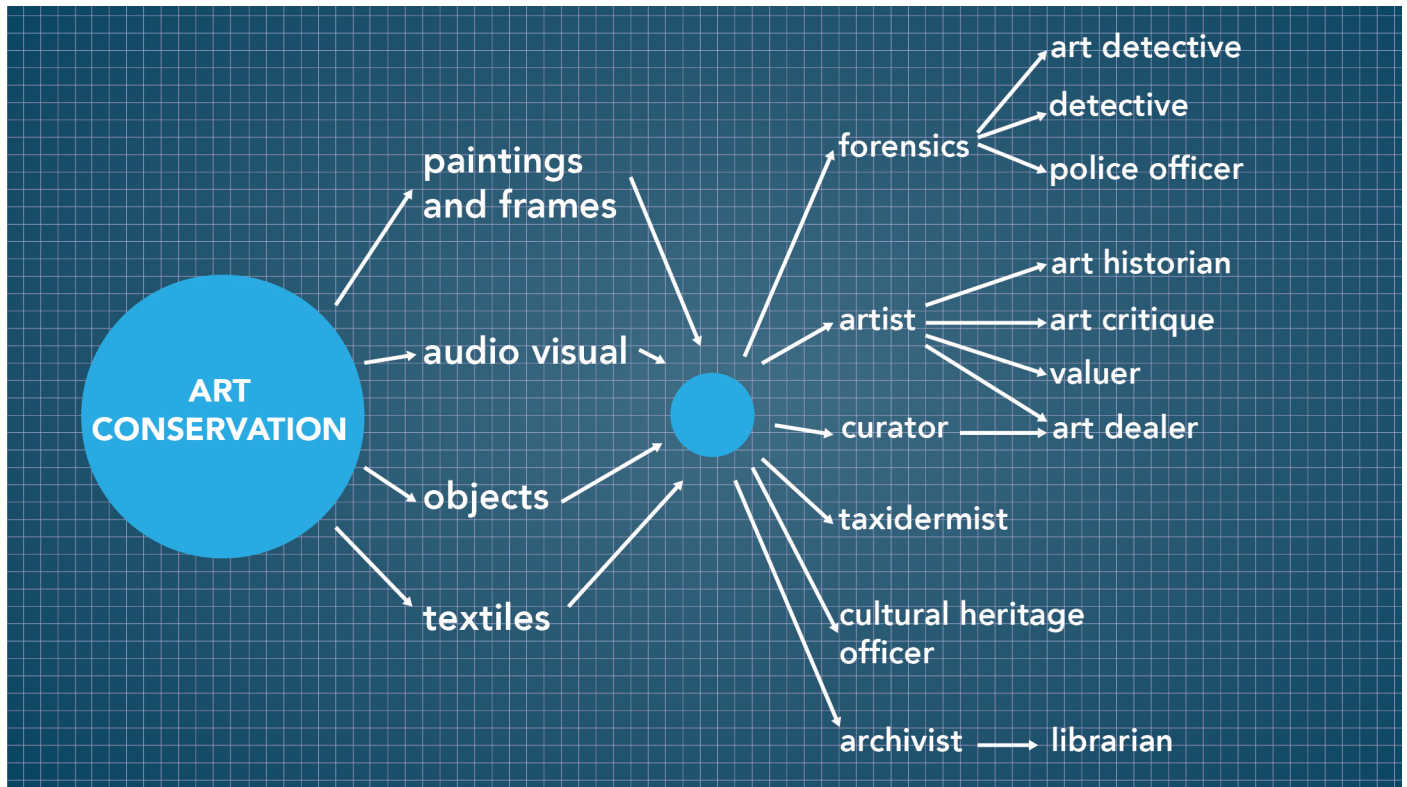 ART
CONSERVATION
paintings
and frames
audio visual
objects
textiles
forensics
artist
curator
taxidermist
cultural heritage
officer
archivist
art detective
detective
police officer
art historian
art critique
valuer
art dealer
librarian